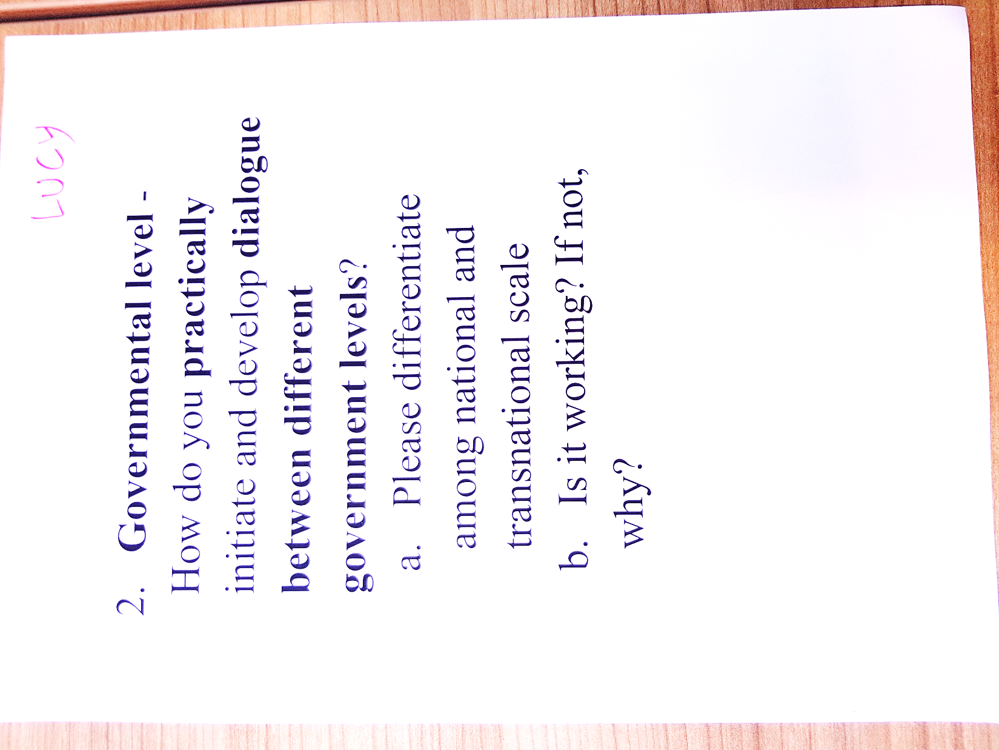 LUCY
2. Governmental level -
How do you practically
initiate and develop dialogue
between different
government levels?
a. Please differentiate
among national and
transnational scale
b. Is it working? If not,
why?